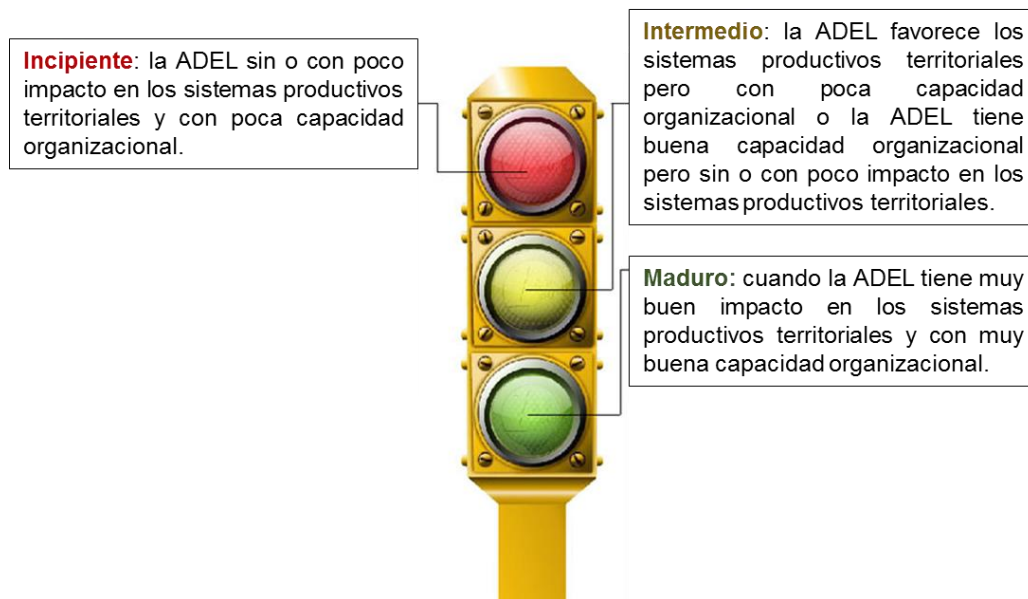 Incipiente: la ADEL sin o con poco
impacto en los sistemas productivos
territoriales y con poca capacidad
organizacional.
Intermedio: la ADEL favorece los
sistemas productivos territoriales
pero con poca capacidad
organizacional o la ADEL tiene
buena capacidad organizacional
pero sin o con poco impacto en los
sistemas productivos territoriales.
Maduro: cuando la ADEL tiene muy
buen impacto en los sistemas
productivos territoriales y con muy
buena capacidad organizacional.